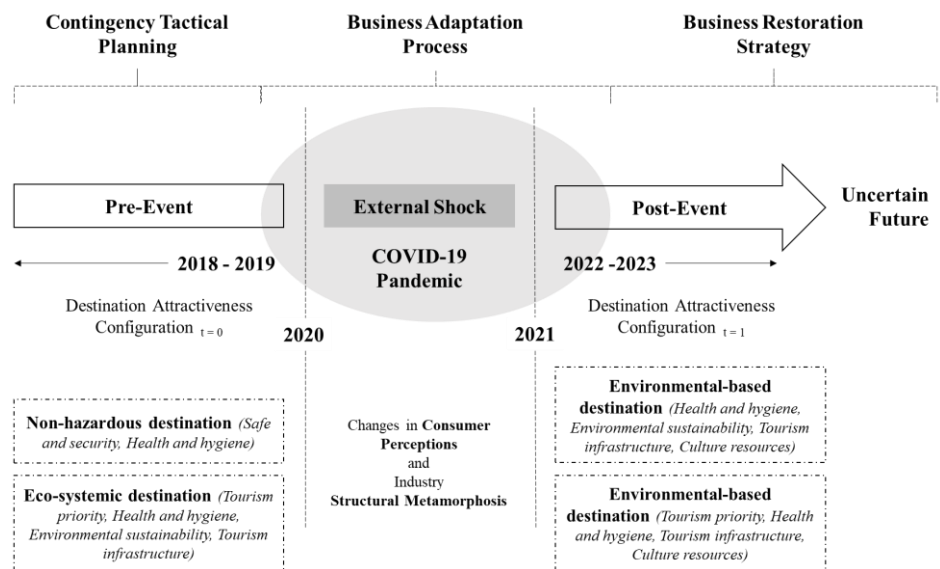 Contingency Tactical
Planning
Business Adaptation
Process
Business Restoration
Strategy
Pre-Event
External Shock
Post-Event
Uncertain
Future
2018 - 2019
COVID-19
Pandemic
2022 -2023
Destination Attractiveness
Configuration t = 0
2020
2021
Destination Attractiveness
Configuration t = 1
Non-hazardous destination (Safe
and security, Health and hygiene)
Eco-systemic destination (Tourism
priority, Health and hygiene,
Environmental sustainability, Tourism
infrastructure)
Changes in Consumer
Perceptions
and
Industry
Structural Metamorphosis
Environmental-based
destination (Health and hygiene,
Environmental sustainability, Tourism
infrastructure, Culture resources)
Environmental-based
destination (Tourism priority, Health
and hygiene, Tourism infrastructure,
Culture resources)